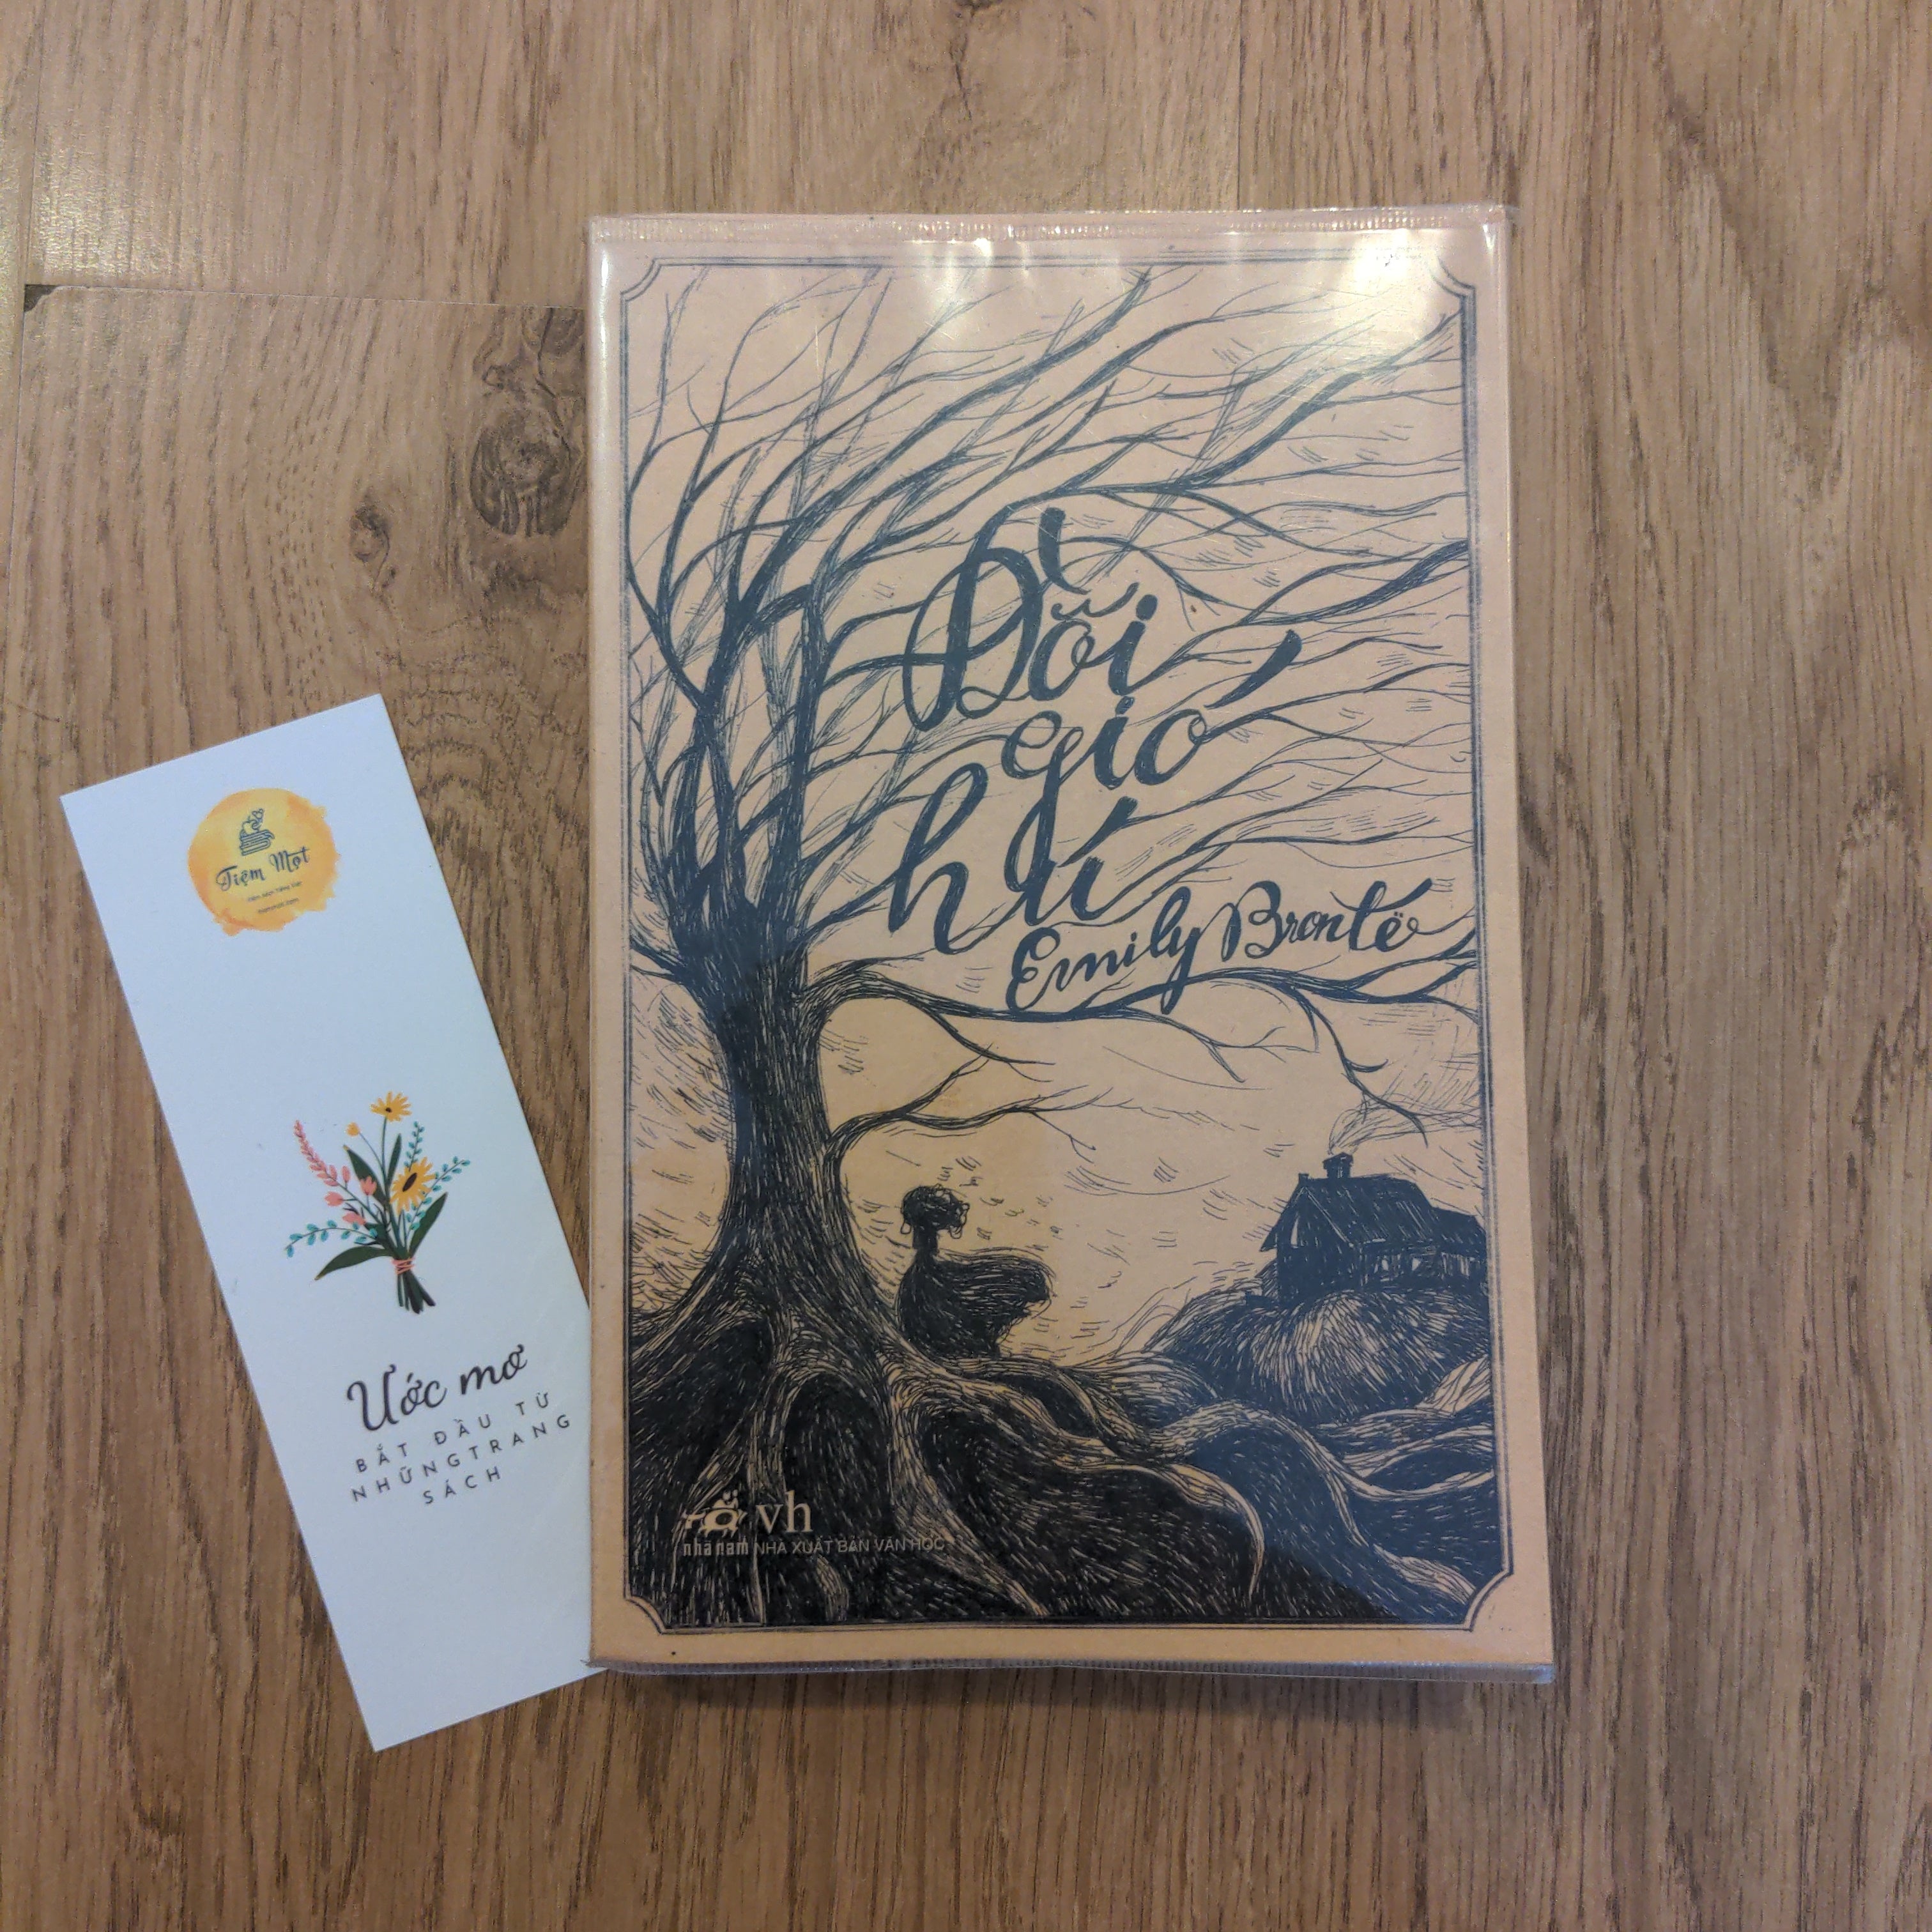 Đồi
gió
hú
Emily Brontë
vh
nhã nam NHÀ XUẤT BẢN VĂN HỌC
Tiệm Mọt
Ước mơ
BẮT ĐẦU TỪ
NHỮNGTRANG
SÁCH